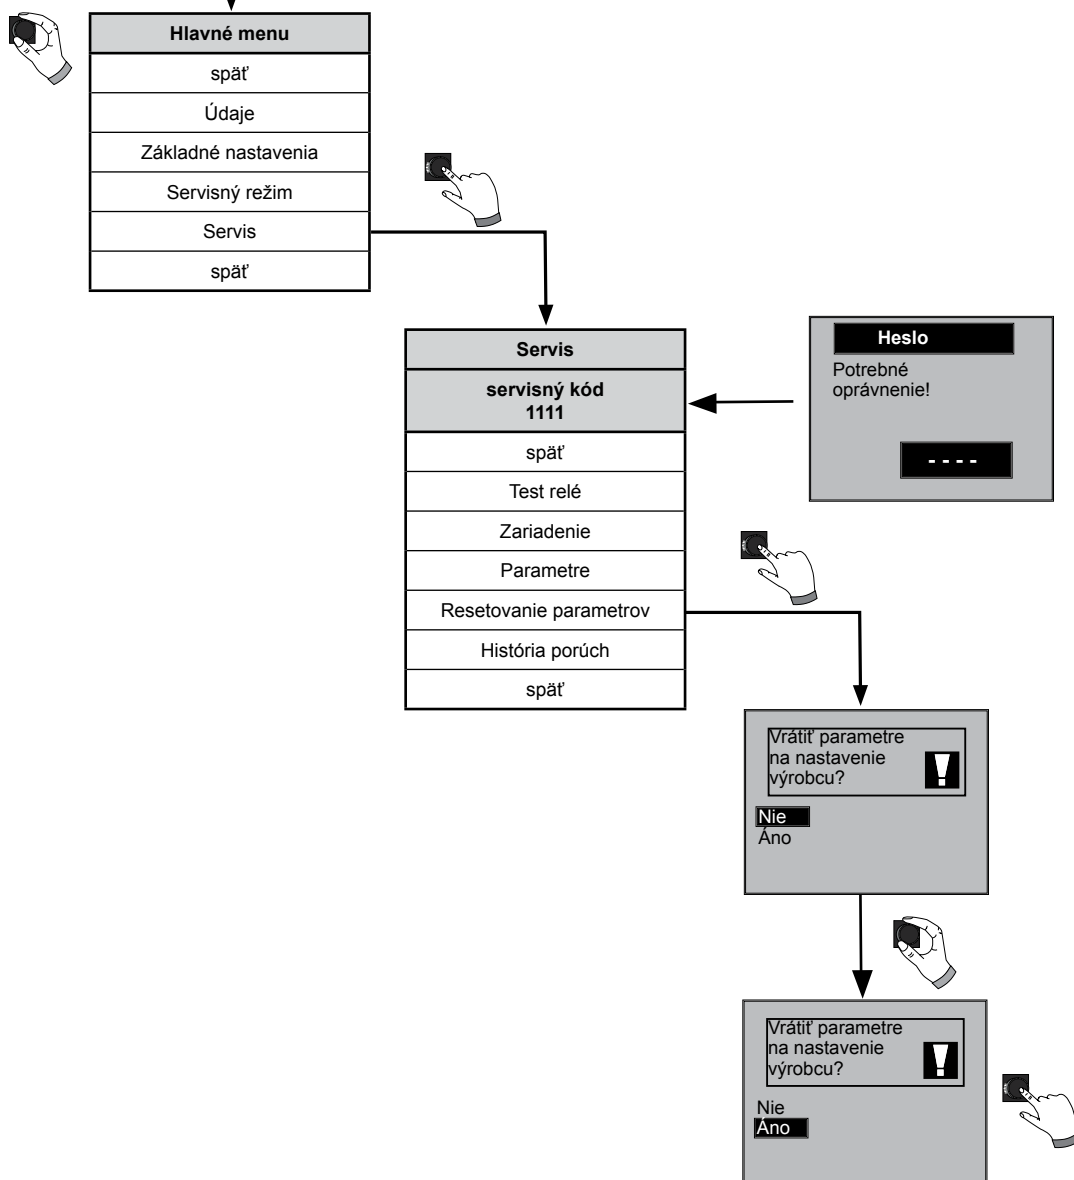 Hlavné menu
späť
Údaje
Základné nastavenia
Servisný režim
Servis
späť
Servis
servisný kód
1111
späť
Test relé
Zariadenie
Parametre
Resetovanie parametrov
História porúch
späť
Heslo
Potrebné
oprávnenie!
- - - -
Vrátiť parametre
na nastavenie
výrobcu?
Nie
Áno
Vrátiť parametre
na nastavenie
výrobcu?
Nie
Áno